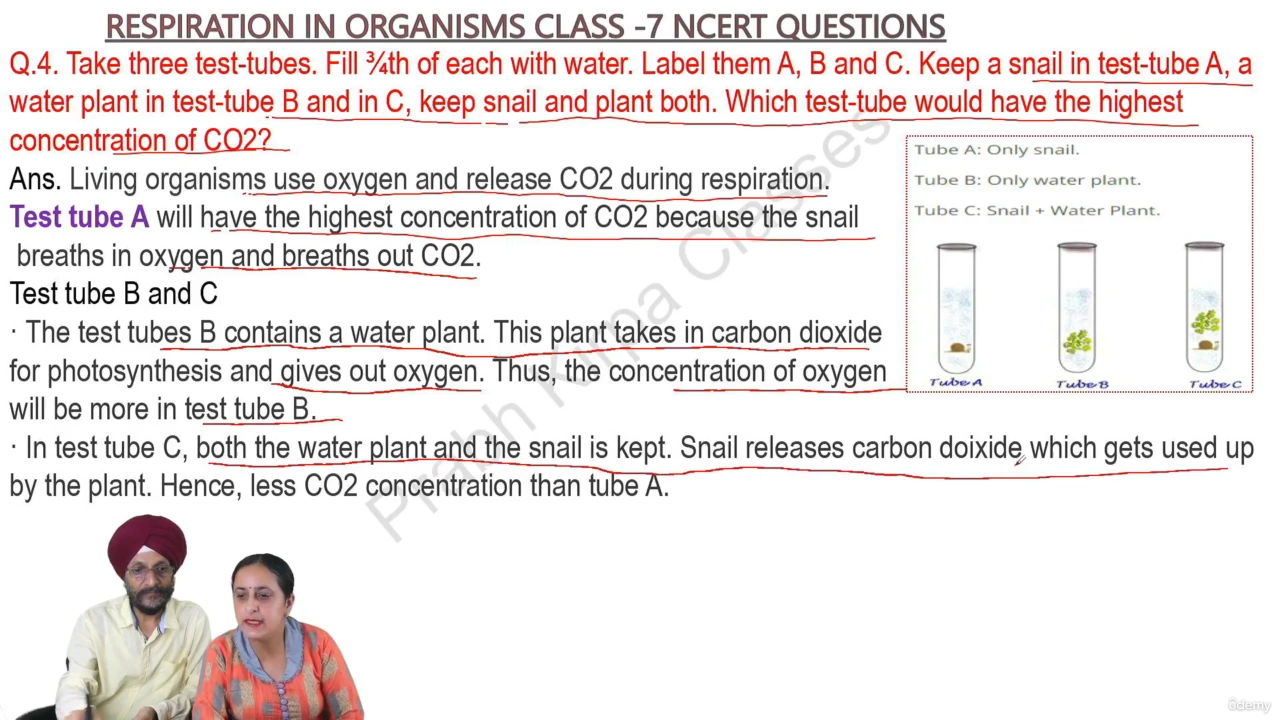 RESPIRATION IN ORGANISMS CLASS -7 NCERT QUESTIONS
Q.4. Take three test-tubes. Fill ¾th of each with water. Label them A, B and C. Keep a snail in test-tube A, a
water plant in test-tube B and in C, keep snail and plant both. Which test-tube would have the highest
concentration of CO2?
Ans. Living organisms use oxygen and release CO2 during respiration.
Test tube A will have the highest concentration of CO2 because the snail
breaths in oxygen and breaths out CO2.
Test tube B and C
· The test tubes B contains a water plant. This plant takes in carbon dioxide
for photosynthesis and gives out oxygen. Thus, the concentration of oxygen
will be more in test tube B.
· In test tube C, both the water plant and the snail is kept. Snail releases carbon doixide which gets used up
by the plant. Hence, less CO2 concentration than tube A.
Tube A: Only snail.
Tube B: Only water plant.
Tube C: Snail + Water Plant.
Tube A Tube B Tube C
Prabh Kirna Classes
ûdemy